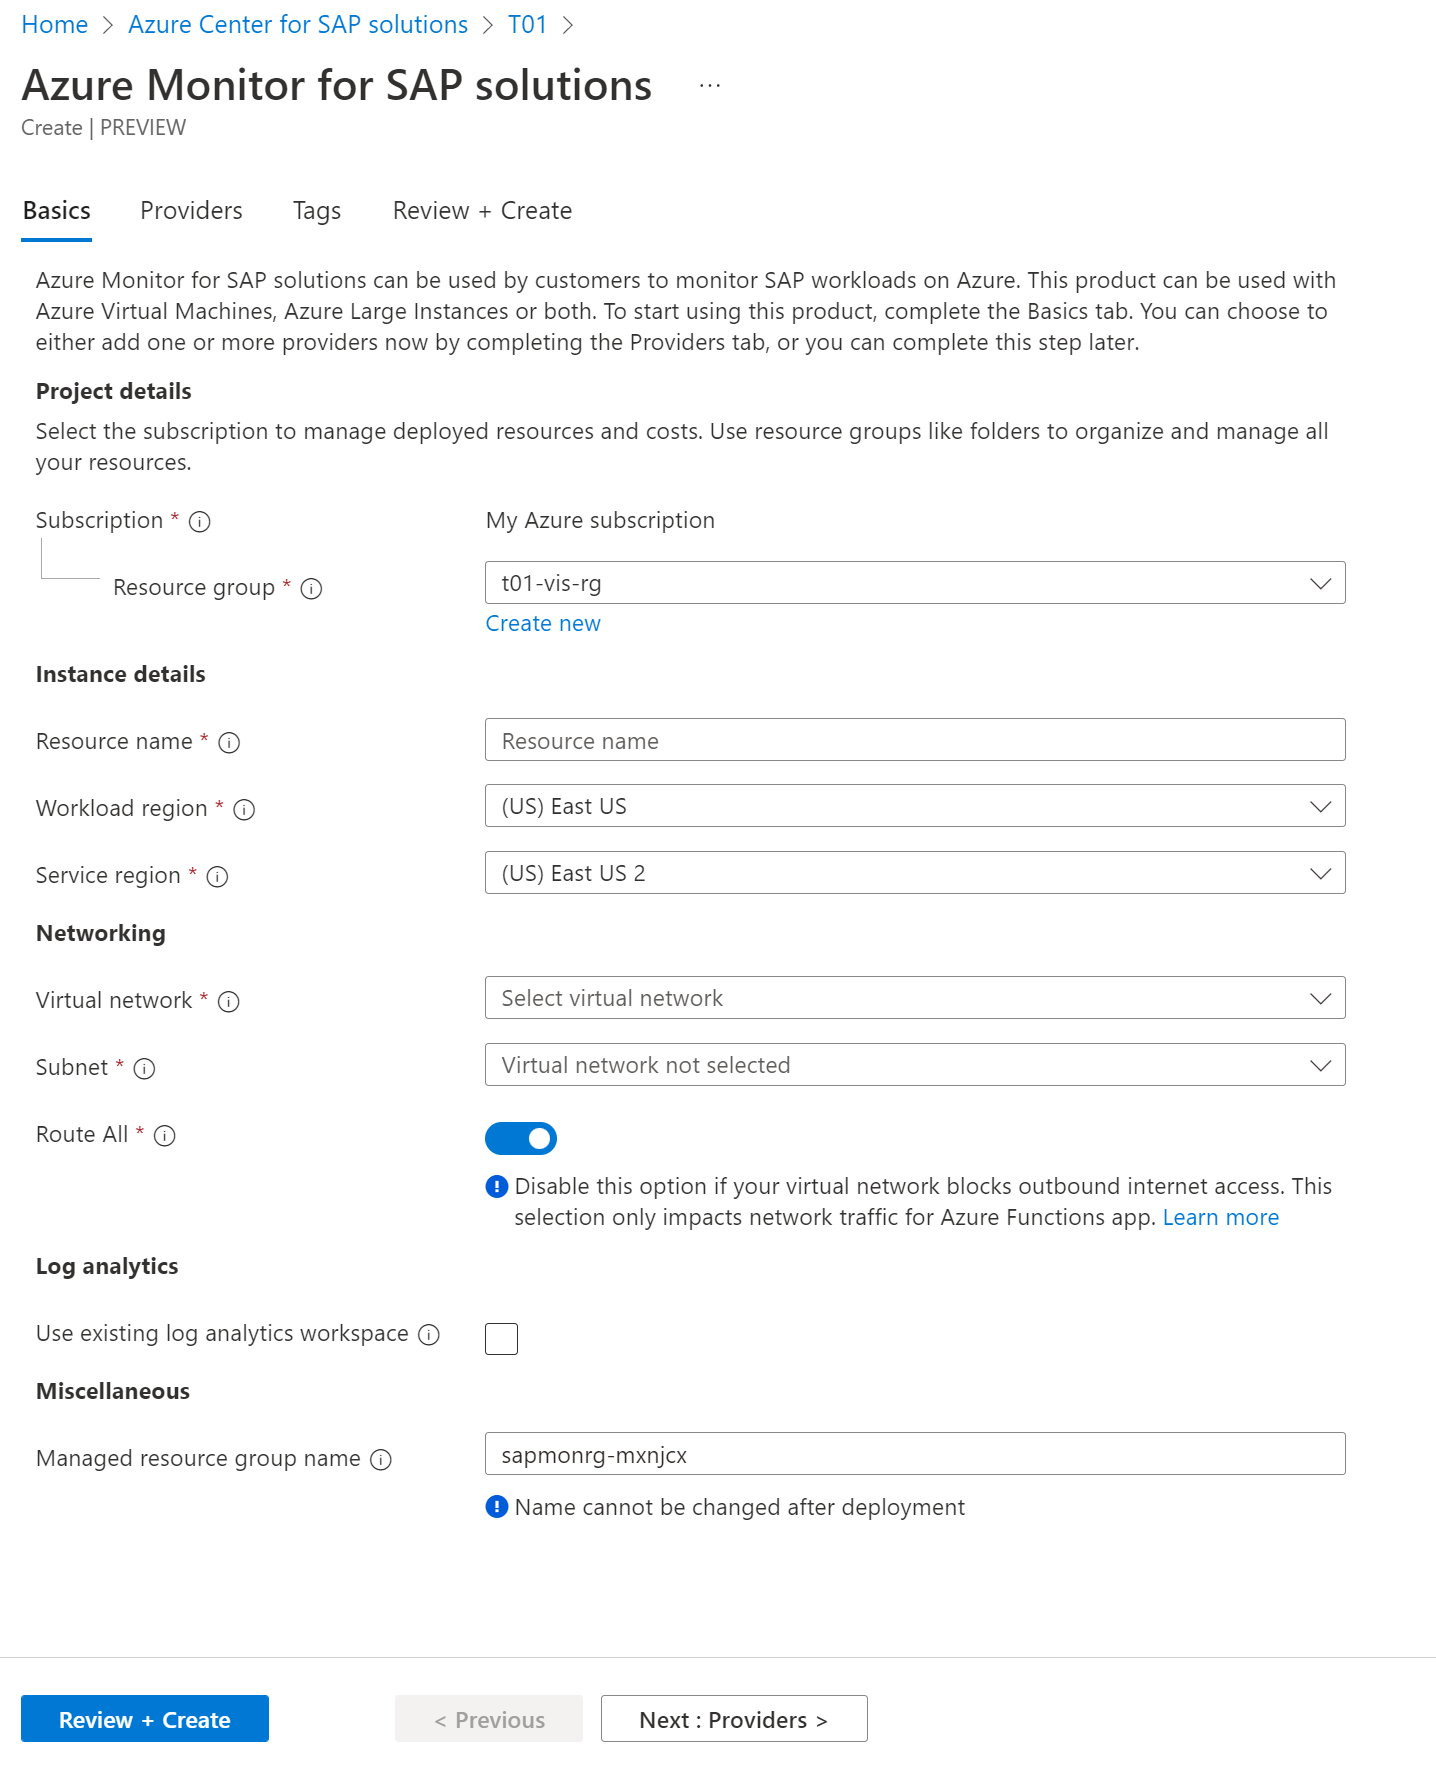 Home > Azure Center for SAP solutions > T01 >
Azure Monitor for SAP solutions ...
Create | PREVIEW
Basics Providers Tags Review + Create
Azure Monitor for SAP solutions can be used by customers to monitor SAP workloads on Azure. This product can be used with
Azure Virtual Machines, Azure Large Instances or both. To start using this product, complete the Basics tab. You can choose to
either add one or more providers now by completing the Providers tab, or you can complete this step later.
Project details
Select the subscription to manage deployed resources and costs. Use resource groups like folders to organize and manage all
your resources.
Subscription * My Azure subscription
Resource group * t01-vis-rg
Create new
Instance details
Resource name * Resource name
Workload region * (US) East US
Service region * (US) East US 2
Networking
Virtual network * Select virtual network
Subnet * Virtual network not selected
Route All *
Disable this option if your virtual network blocks outbound internet access. This
selection only impacts network traffic for Azure Functions app. Learn more
Log analytics
Use existing log analytics workspace
Miscellaneous
Managed resource group name sapmonrg-mxnjcx
Name cannot be changed after deployment
Review + Create < Previous Next : Providers >